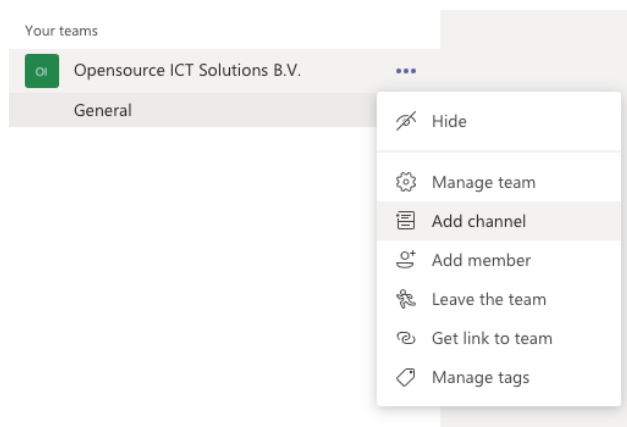 Your teams
OI Opensource ICT Solutions B.V. •••
General
Hide
Manage team
Add channel
Add member
Leave the team
Get link to team
Manage tags